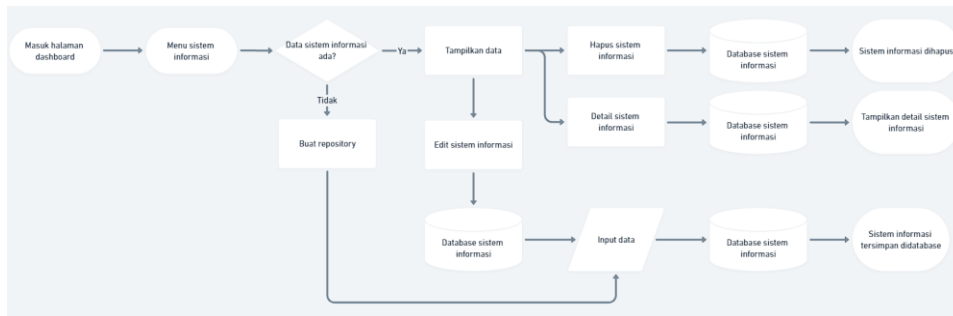 Masuk halaman
dashboard
Menu sistem
informasi
Data sistem informasi
ada?
Ya
Tampilkan data
Hapus sistem
informasi
Database sistem
informasi
Sistem informasi dihapus
Tidak
Buat repository
Edit sistem informasi
Detail sistem
informasi
Database sistem
informasi
Tampilkan detail sistem
informasi
Database sistem
informasi
Input data
Database sistem
informasi
Sistem informasi
tersimpan didatabase